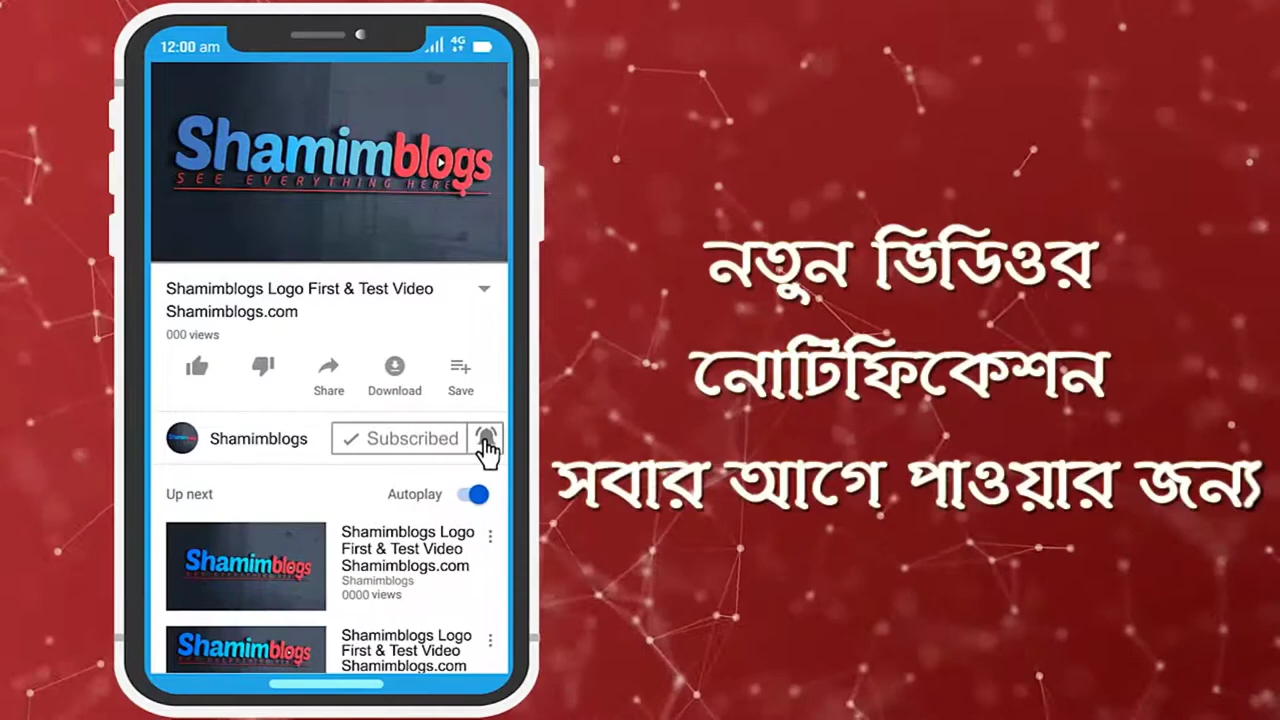 12:00 am
4G
Shamimblogs
SEE EVERYTHING HERE
Shamimblogs Logo First & Test Video
Shamimblogs.com
000 views
Share
Download
Save
Shamimblogs
Subscribed
Up next
Autoplay
Shamimblogs
Shamimblogs Logo
First & Test Video
Shamimblogs.com
Shamimblogs
0000 views
Shamimblogs
Shamimblogs Logo
First & Test Video
Shamimblogs.com
নতুন ভিডিওর
নোটিফিকেশন
সবার আগে পাওয়ার জন্য